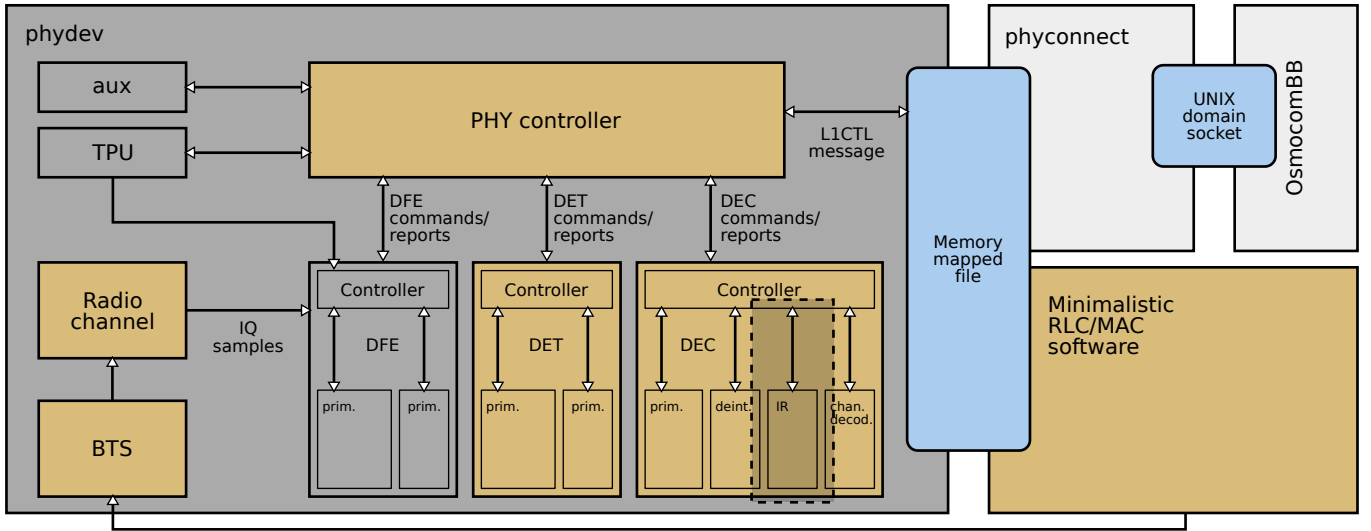 phydev
aux
TPU
PHY controller
L1CTL
message
phyconnect
UNIX
domain
socket
OsmocomBB
DFE
commands/
reports
DET
commands/
reports
DEC
commands/
reports
Memory
mapped
file
Radio
channel
IQ
samples
Controller
DFE
prim.
prim.
Controller
DET
prim.
prim.
Controller
DEC
prim.
deint.
IR
chan.
decod.
BTS
Minimalistic
RLC/MAC
software